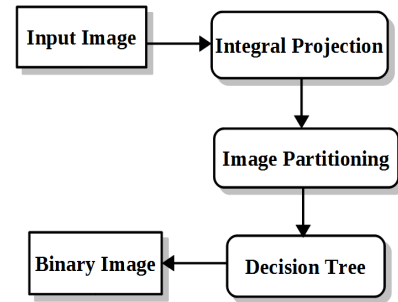 Input Image
Integral Projection
Image Partitioning
Decision Tree
Binary Image